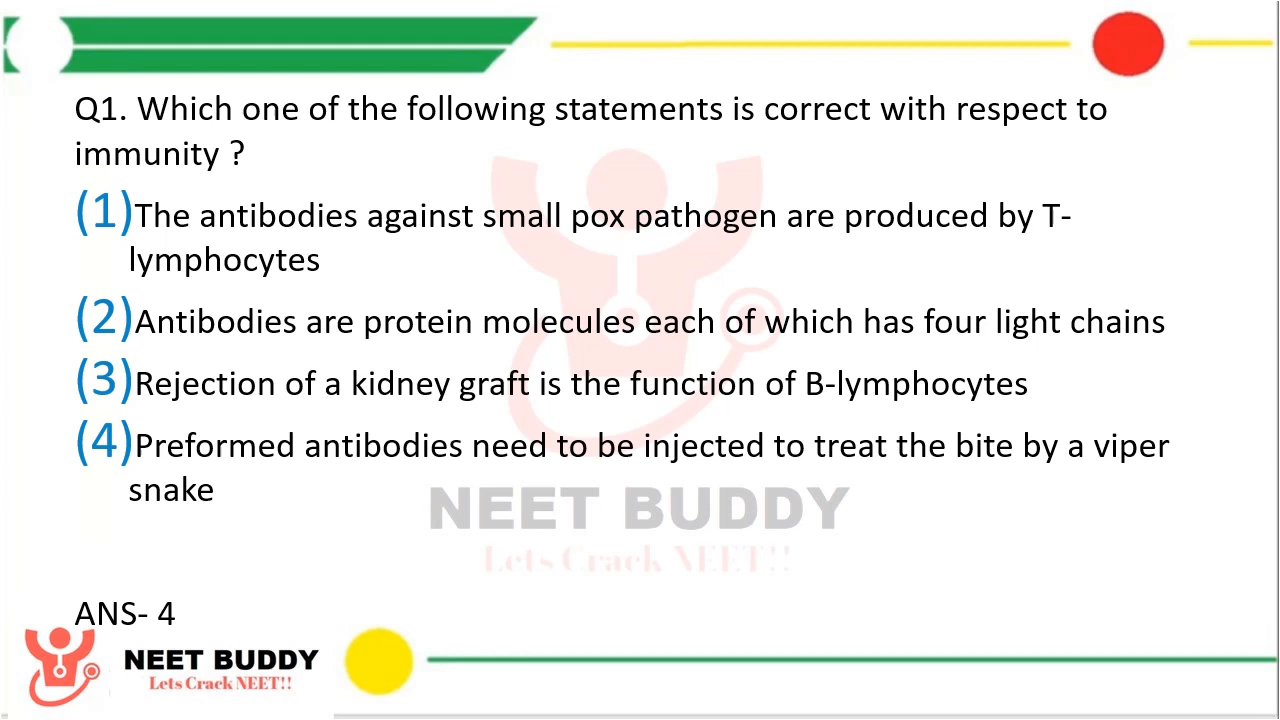 Q1. Which one of the following statements is correct with respect to
immunity ?
(1)The antibodies against small pox pathogen are produced by T-
lymphocytes
(2)Antibodies are protein molecules each of which has four light chains
(3)Rejection of a kidney graft is the function of B-lymphocytes
(4)Preformed antibodies need to be injected to treat the bite by a viper
snake
NEET BUDDY
Lets Crack NEET!!
ANS- 4
NEET BUDDY
Lets Crack NEET!!